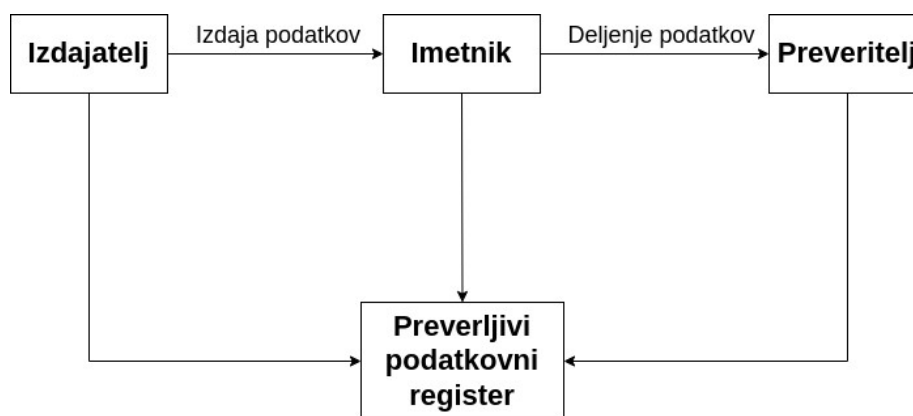 Izdajatelj
Izdaja podatkov
Imetnik
Deljenje podatkov
Preveritelj
Preverljivi
podatkovni
register